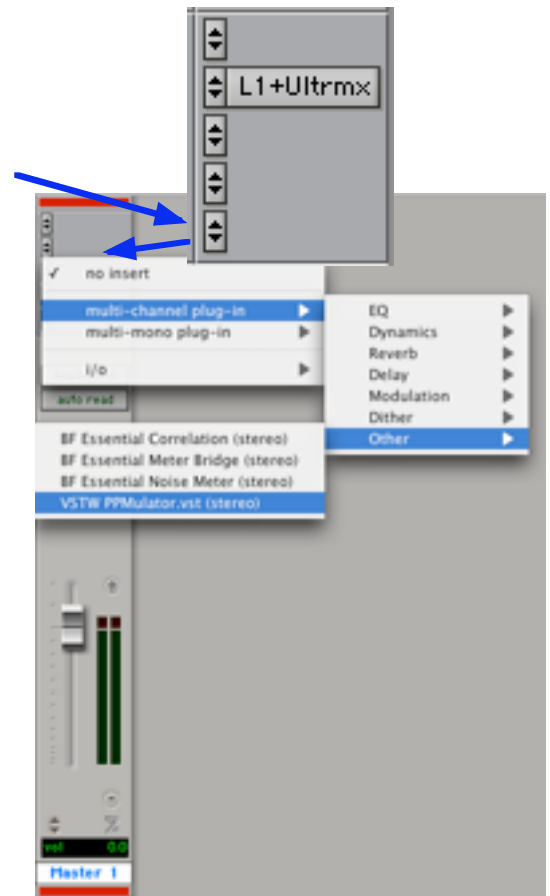 L1+Ultrmx
✓ no insert
multi-channel plug-in
multi-mono plug-in
i/o
EQ
Dynamics
Reverb
Delay
Modulation
Dither
Other
auto read
BF Essential Correlation (stereo)
BF Essential Meter Bridge (stereo)
BF Essential Noise Meter (stereo)
VSTW PPMulator.vst (stereo)
vol 0.0
Master 1